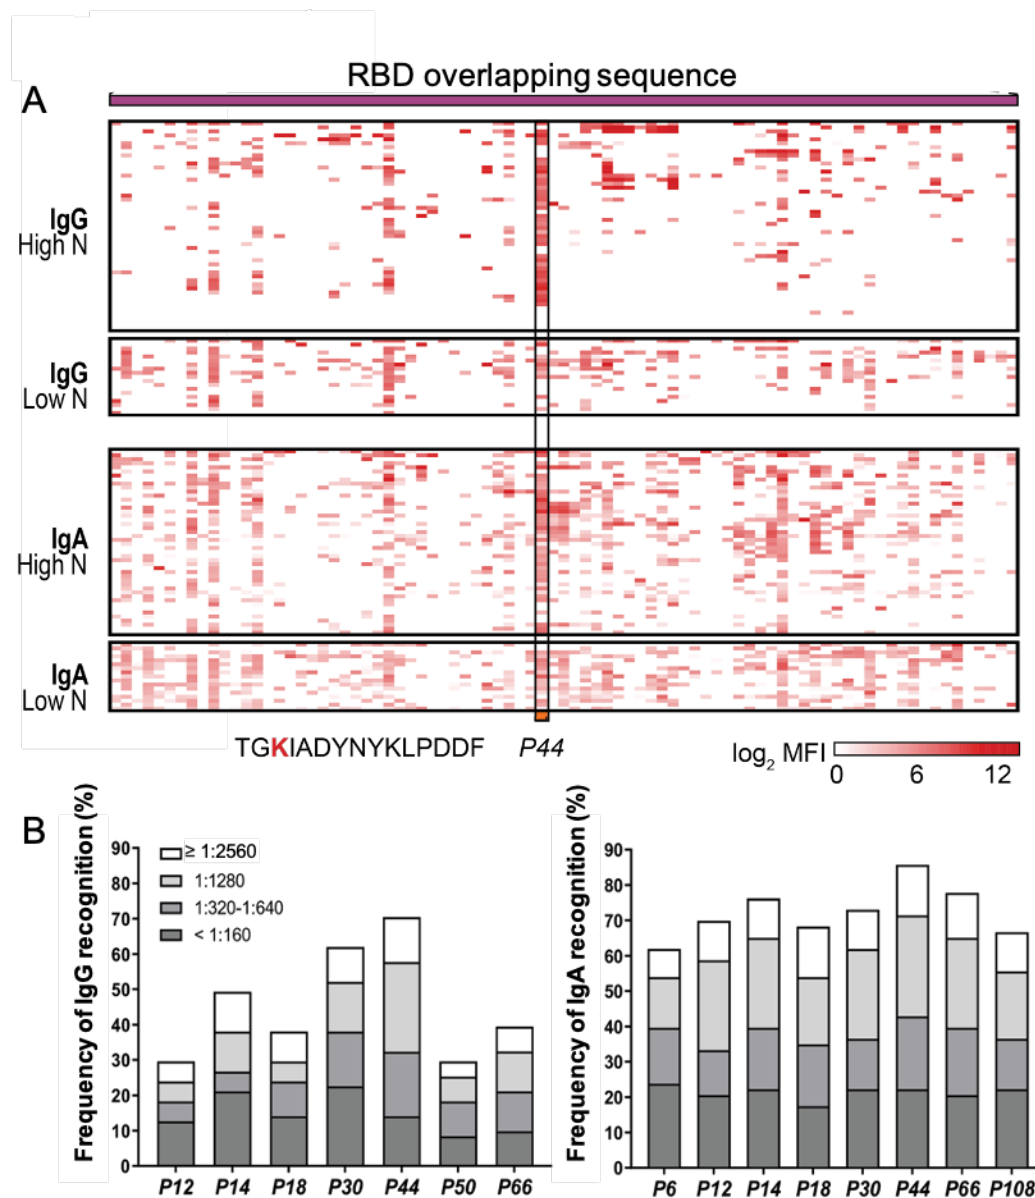 RBD overlapping sequence
A
IgG
High N
IgG
Low N
IgA
High N
IgA
Low N
TGKIADYNYKLPDDF P44
log2 MFI
0 6 12
B
Frequency of IgG recognition (%)
90
80
70
60
50
40
30
20
10
0
≥ 1:2560
1:1280
1:320-1:640
< 1:160
P12 P14 P18 P30 P44 P50 P66
Frequency of IgA recognition (%)
90
80
70
60
50
40
30
20
10
0
P6 P12 P14 P18 P30 P44 P66 P108